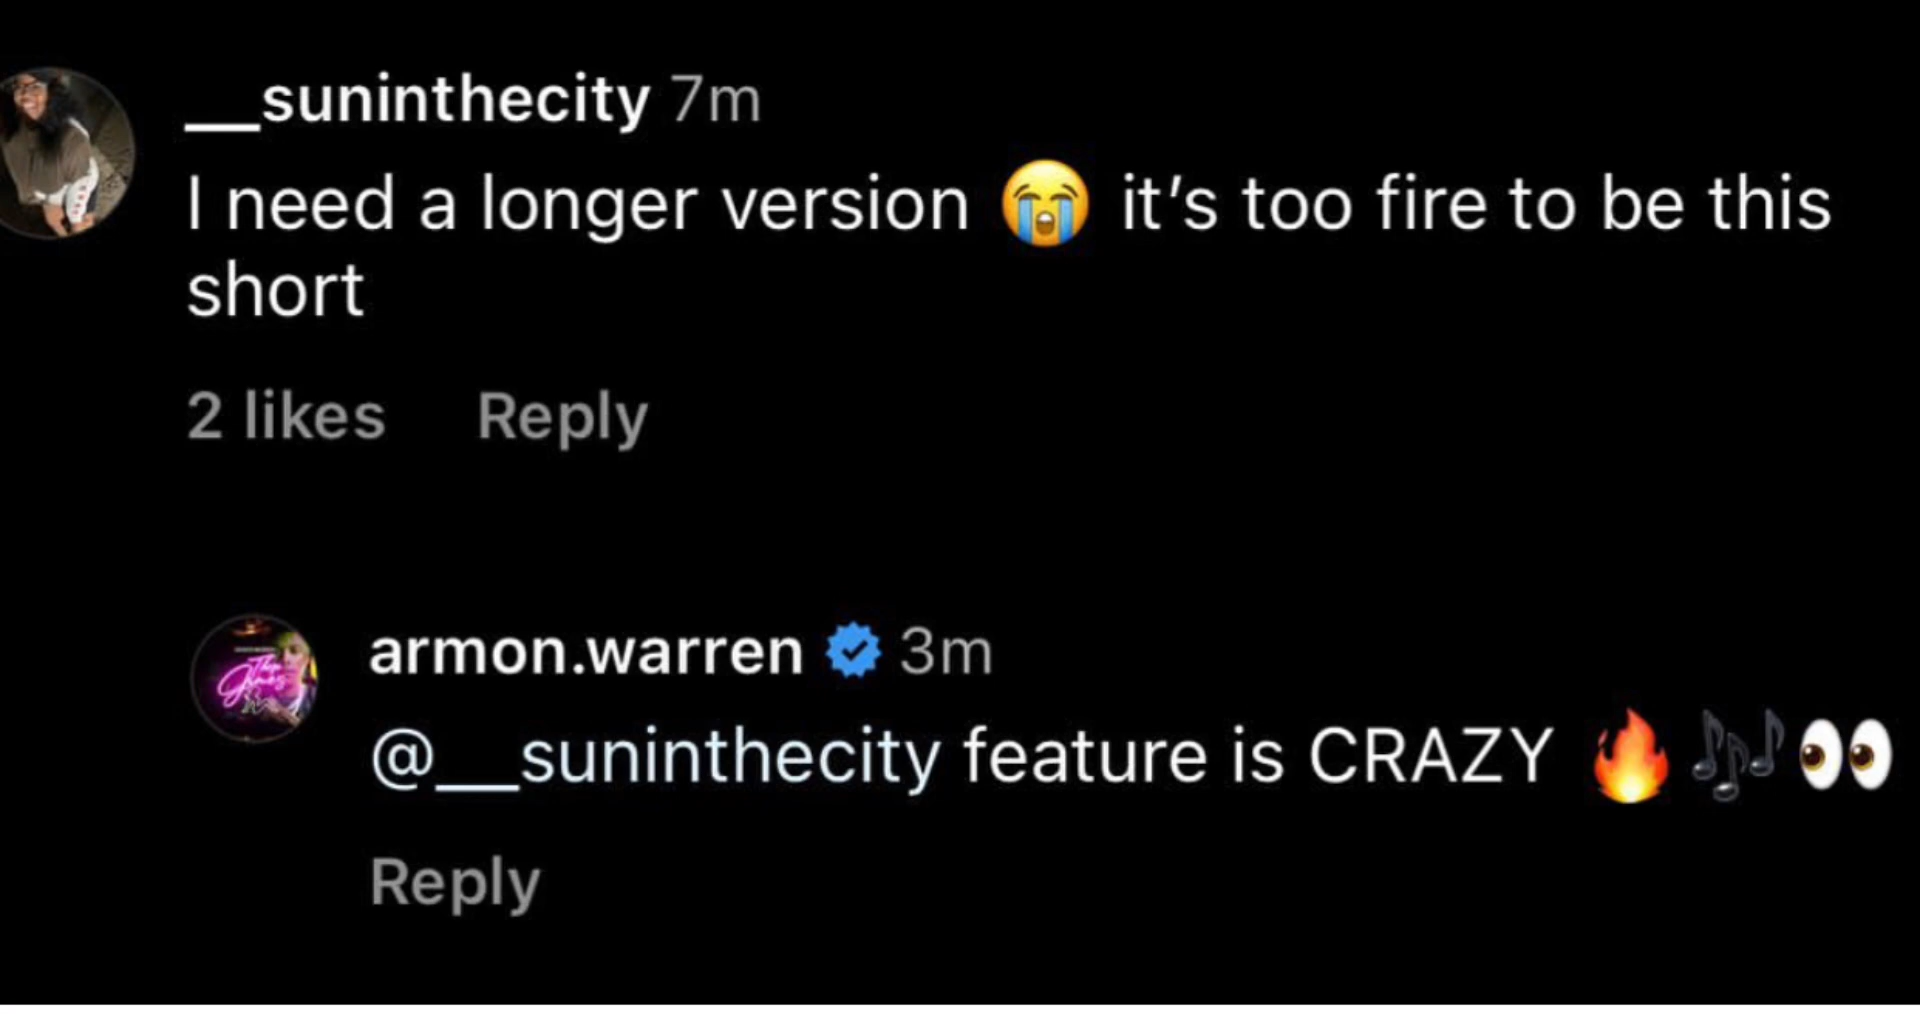 __suninthecity 7m
I need a longer version 😭 it's too fire to be this
short
2 likes Reply
armon.warren 3m
@__suninthecity feature is CRAZY 🔥🎶👀
Reply